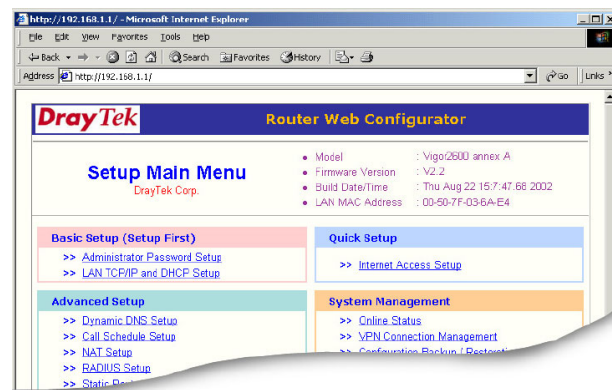 http://192.168.1.1/ - Microsoft Internet Explorer
File Edit View Favorites Tools Help
Back Search Favorites History
Address http://192.168.1.1/ Go Links »
DrayTek Router Web Configurator
Setup Main Menu
DrayTek Corp.
Model : Vigor2600 annex A
Firmware Version : V2.2
Build Date/Time : Thu Aug 22 15:7:47.68 2002
LAN MAC Address : 00-50-7F-03-6A-E4
Basic Setup (Setup First)
>> Administrator Password Setup
>> LAN TCP/IP and DHCP Setup
Quick Setup
>> Internet Access Setup
Advanced Setup
>> Dynamic DNS Setup
>> Call Schedule Setup
>> NAT Setup
>> RADIUS Setup
>> Static
System Management
>> Online Status
>> VPN Connection Management
>> Configuration Backup /